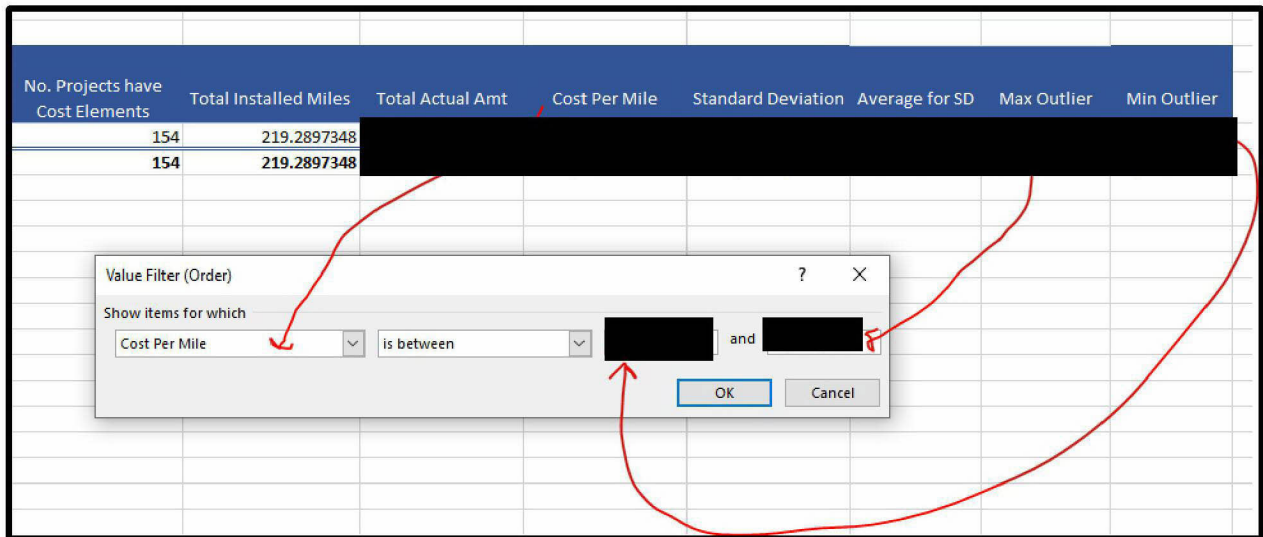 No. Projects have
Cost Elements
Total Installed Miles
Total Actual Amt
Cost Per Mile
Standard Deviation
Average for SD
Max Outlier
Min Outlier
154 219.2897348
154 219.2897348
Value Filter (Order)
?
Show items for which
Cost Per Mile
is between
and
OK
Cancel